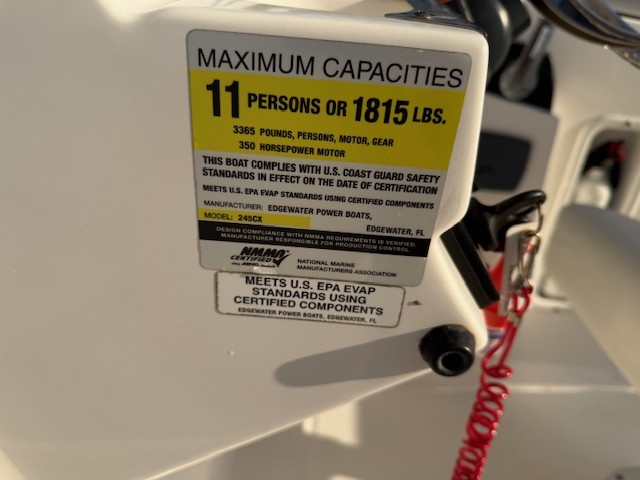 MAXIMUM CAPACITIES
11 PERSONS OR 1815 LBS.
3365 POUNDS, PERSONS, MOTOR, GEAR
350 HORSEPOWER MOTOR
THIS BOAT COMPLIES WITH U.S. COAST GUARD SAFETY
STANDARDS IN EFFECT ON THE DATE OF CERTIFICATION
MEETS U.S. EPA EVAP STANDARDS USING CERTIFIED COMPONENTS
MANUFACTURER: EDGEWATER POWER BOATS,
EDGEWATER, FL
MODEL: 245CX
DESIGN COMPLIANCE WITH NMMA REQUIREMENTS IS VERIFIED.
MANUFACTURER RESPONSIBLE FOR PRODUCTION CONTROL.
NMMA
CERTIFIED
NATIONAL MARINE
MANUFACTURERS ASSOCIATION
MEETS U.S. EPA EVAP
STANDARDS USING
CERTIFIED COMPONENTS
EDGEWATER POWER BOATS, EDGEWATER, FL